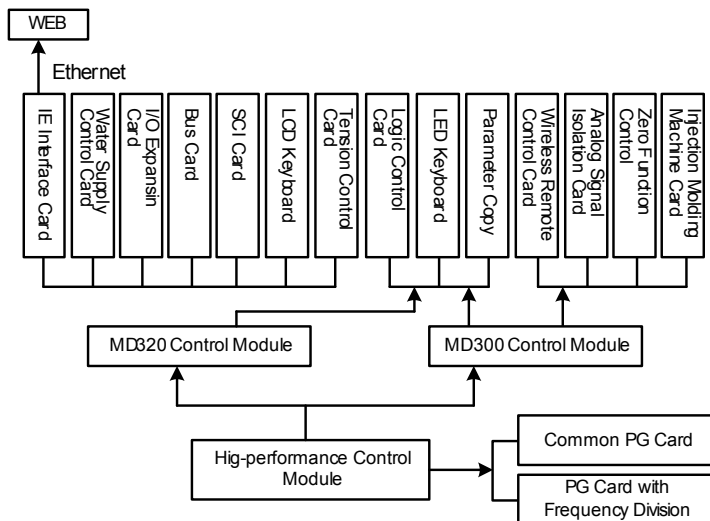 WEB
Ethernet
IE Interface Card
Water Supply
Control Card
I/O Expansin
Card
Bus Card
SCI Card
LCD Keyboard
Tension Control
Card
Logic Control
Card
LED Keyboard
Parameter Copy
Wireless Remote
Control Card
Analog Signal
Isolation Card
Zero Function
Control
Injection Molding
Machine Card
MD320 Control Module
MD300 Control Module
Hig-performance Control
Module
Common PG Card
PG Card with
Frequency Division